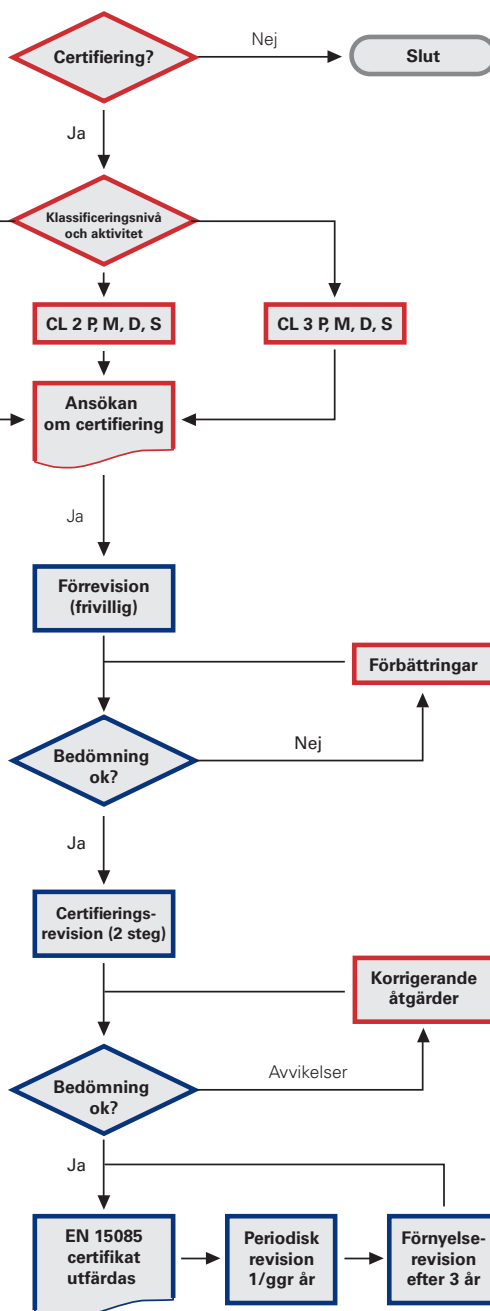 Certifiering?
Nej
Slut
Ja
Klassificeringsnivå
och aktivitet
CL 2 P, M, D, S
CL 3 P, M, D, S
Ansökan
om certifiering
Ja
Förrevision
(frivillig)
Förbättringar
Bedömning
ok?
Nej
Ja
Certifierings-
revision (2 steg)
Korrigerande
åtgärder
Bedömning
ok?
Avvikelser
Ja
EN 15085
certifikat
utfärdas
Periodisk
revision
1/ggr år
Förnyelse-
revision
efter 3 år